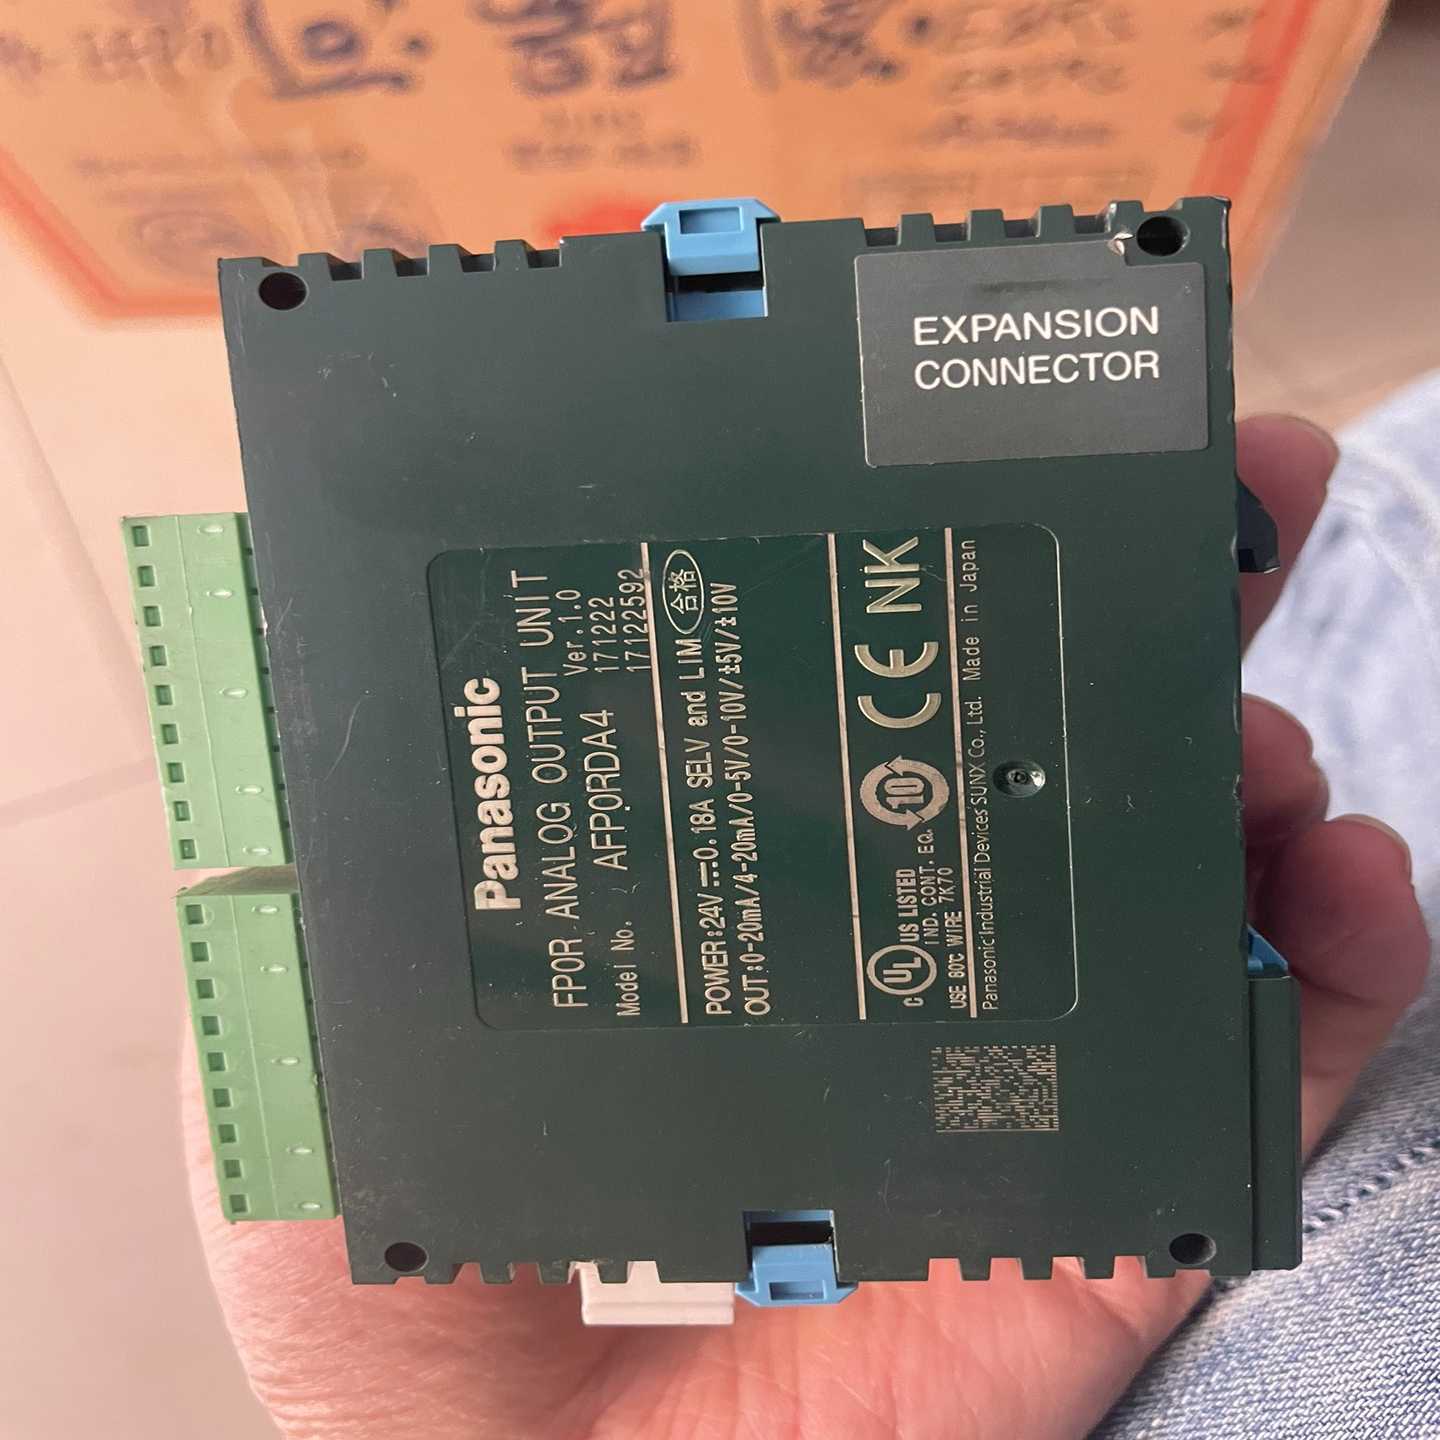 EXPANSION
CONNECTOR
Panasonic
FP0R ANALOG OUTPUT UNIT
Ver.1.0
Model No. AFP0RDA4 171222
17122592
POWER:24V⎓0.18A SELV and LIM 合格
OUT:0-20mA/4-20mA/0-5V/0-10V/±5V/±10V
C UL US LISTED
IND. CONT. EQ.
USE 80℃ WIRE 7K70
10
CE NK
Panasonic Industrial Devices SUNX Co., Ltd. Made in Japan